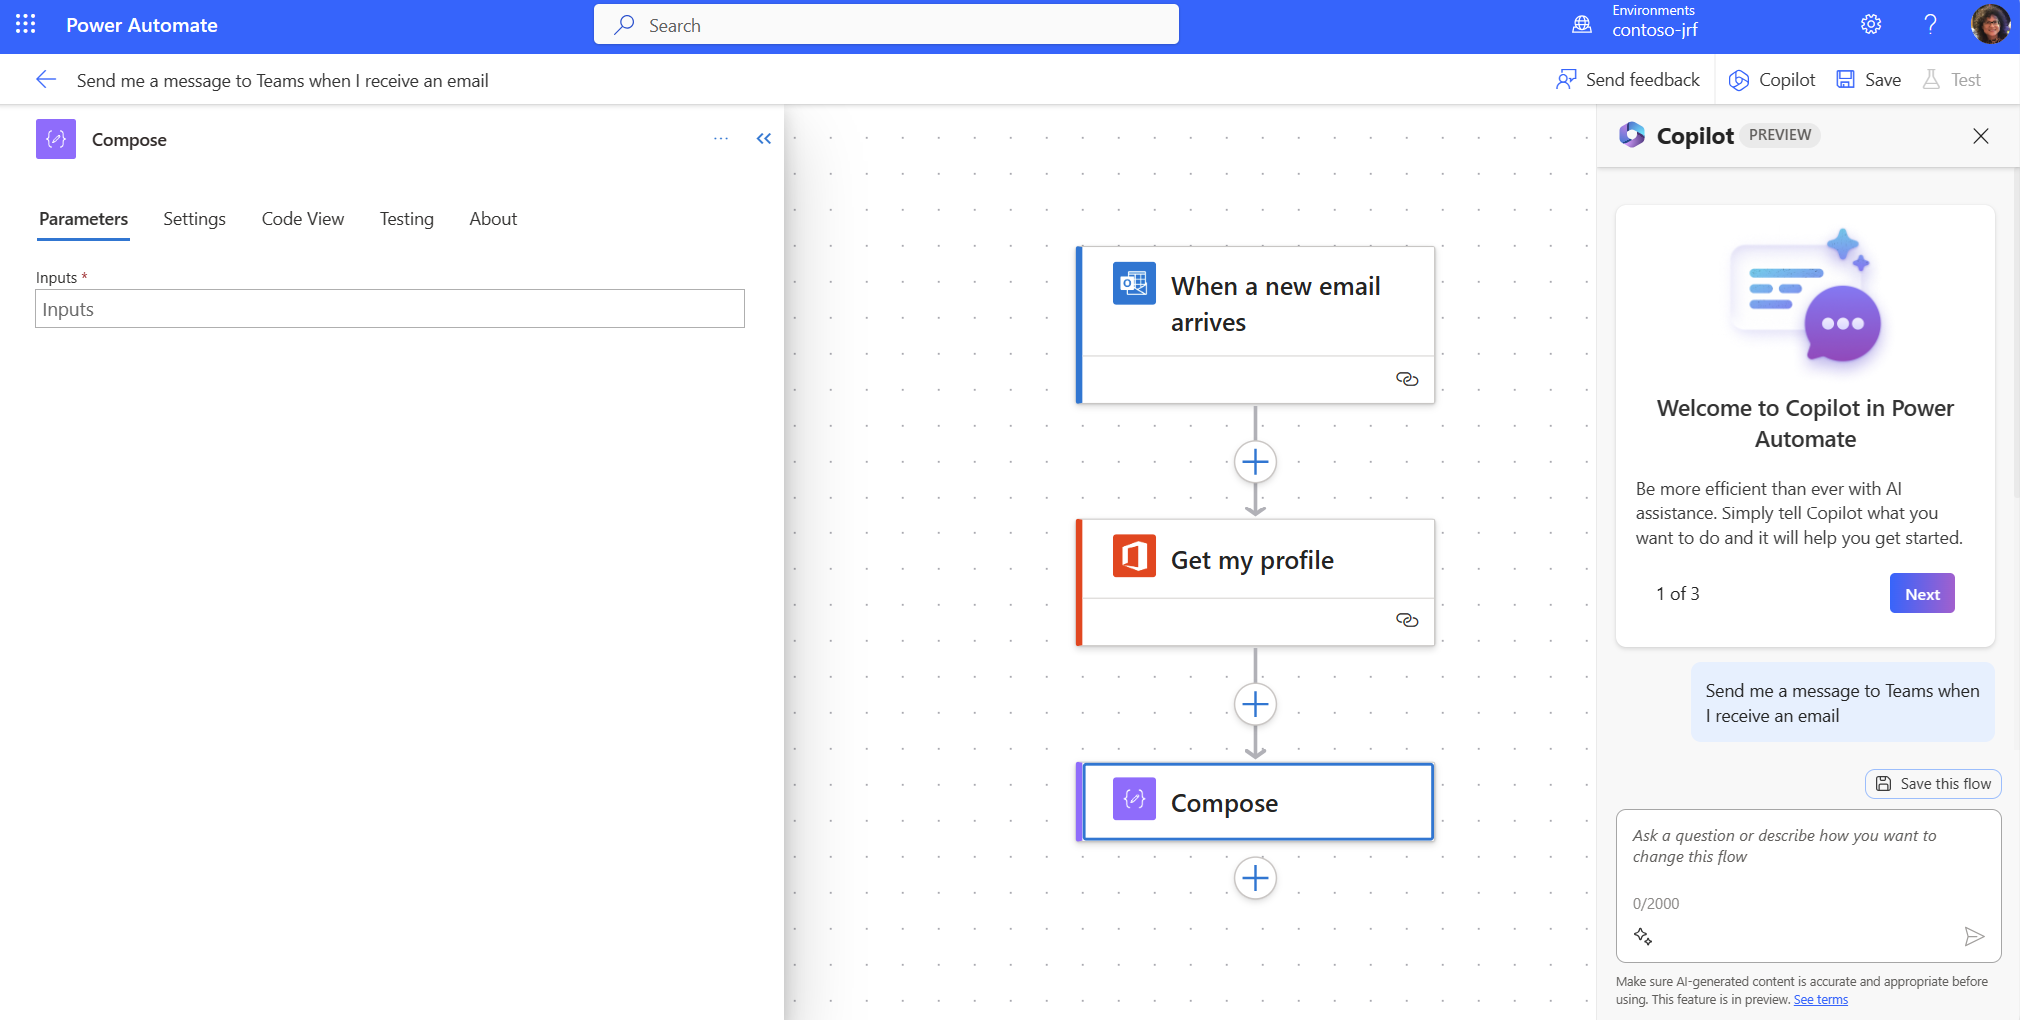 Power Automate
Search
Environments
contoso-jrf
Send me a message to Teams when I receive an email
Send feedback
Copilot
Save
Test
Compose
Parameters
Settings
Code View
Testing
About
Inputs *
Inputs
When a new email
arrives
Get my profile
Compose
Copilot
PREVIEW
Welcome to Copilot in Power
Automate
Be more efficient than ever with AI
assistance. Simply tell Copilot what you
want to do and it will help you get started.
1 of 3
Next
Send me a message to Teams when
I receive an email
Save this flow
Ask a question or describe how you want to
change this flow
0/2000
Make sure AI-generated content is accurate and appropriate before
using. This feature is in preview. See terms